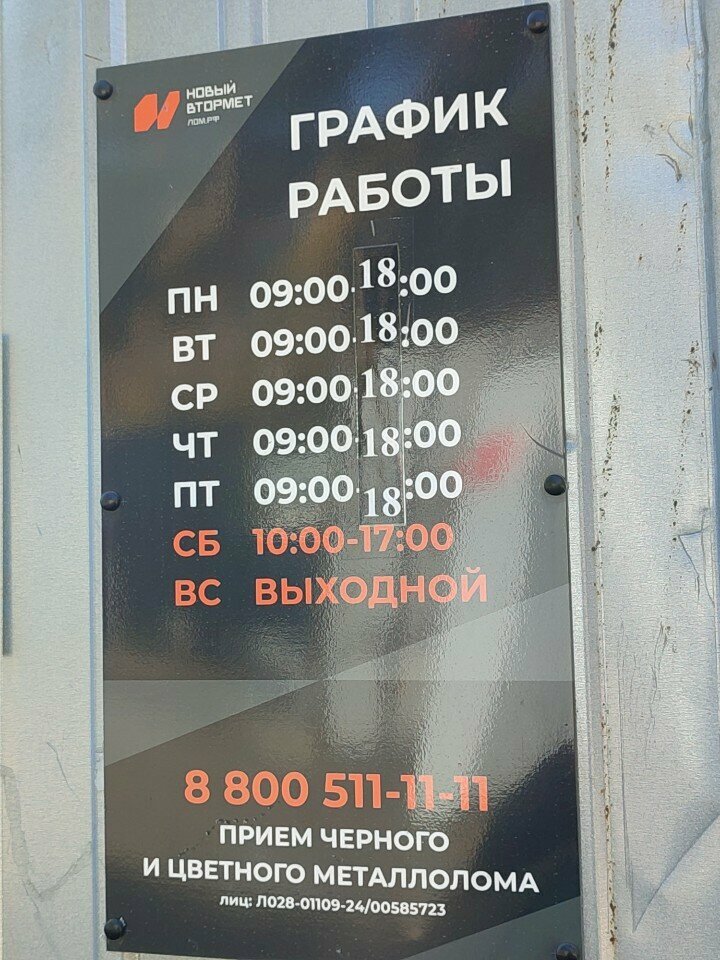 НОВЫЙ
ВТОРМЕТ
ЛОМ.РФ
ГРАФИК
РАБОТЫ
ПН 09:00-18:00
ВТ 09:00-18:00
СР 09:00-18:00
ЧТ 09:00-18:00
ПТ 09:00-18:00
СБ 10:00-17:00
ВС ВЫХОДНОЙ
8 800 511-11-11
ПРИЕМ ЧЕРНОГО
И ЦВЕТНОГО МЕТАЛЛОЛОМА
лиц: Л028-01109-24/00585723